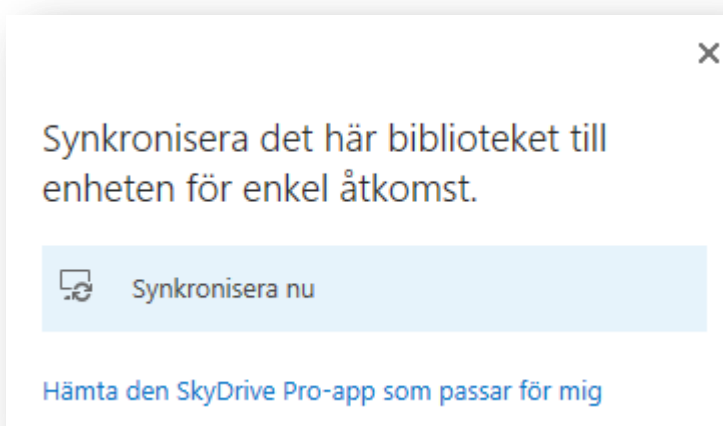 Synkronisera det här biblioteket till
enheten för enkel åtkomst.
Synkronisera nu
Hämta den SkyDrive Pro-app som passar för mig